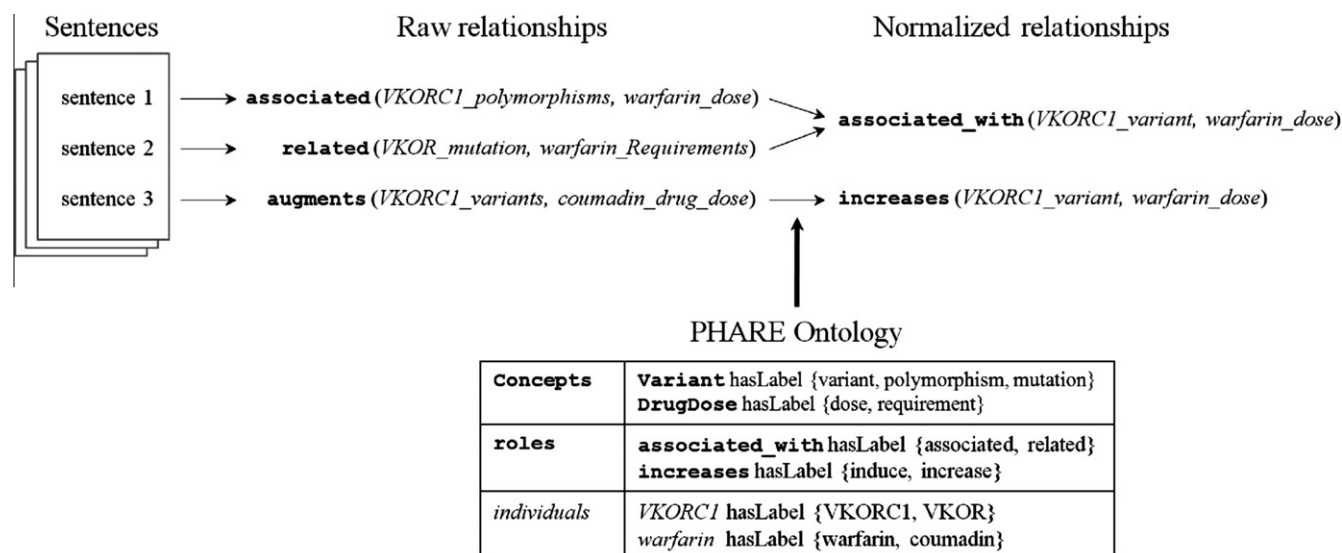 Sentences Raw relationships Normalized relationships
sentence 1 associated (VKORC1_polymorphisms, warfarin_dose)
associated_with (VKORC1_variant, warfarin_dose)
sentence 2 related (VKOR_mutation, warfarin_Requirements)
sentence 3 augments (VKORC1_variants, coumadin_drug_dose) increases (VKORC1_variant, warfarin_dose)
PHARE Ontology
Concepts Variant hasLabel {variant, polymorphism, mutation}
DrugDose hasLabel {dose, requirement}
roles associated_with hasLabel {associated, related}
increases hasLabel {induce, increase}
individuals VKORC1 hasLabel {VKORC1, VKOR}
warfarin hasLabel {warfarin, coumadin}